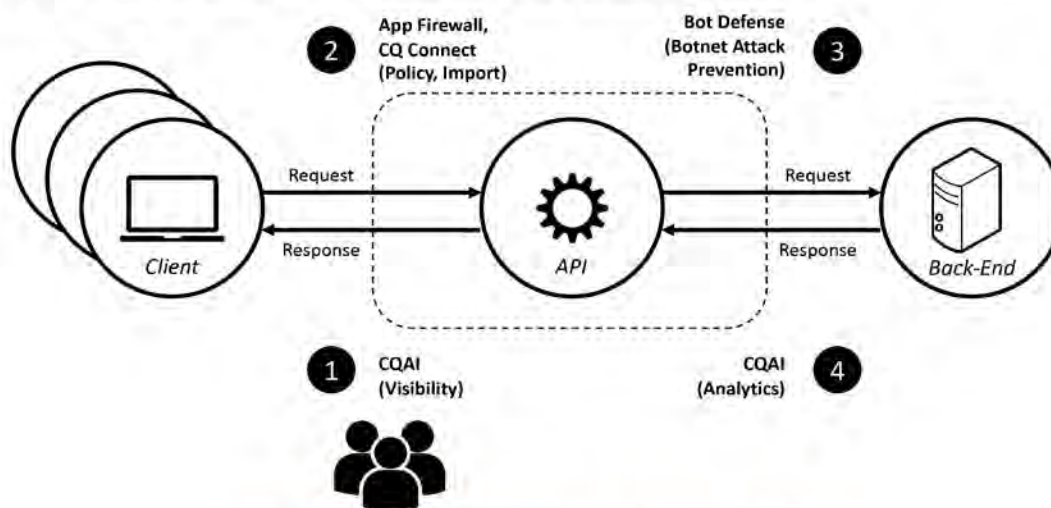 2
App Firewall,
CQ Connect
(Policy, Import)
Bot Defense
(Botnet Attack
Prevention)
3
Request
Response
Client
API
Request
Response
Back-End
1
CQAI
(Visibility)
CQAI
(Analytics)
4